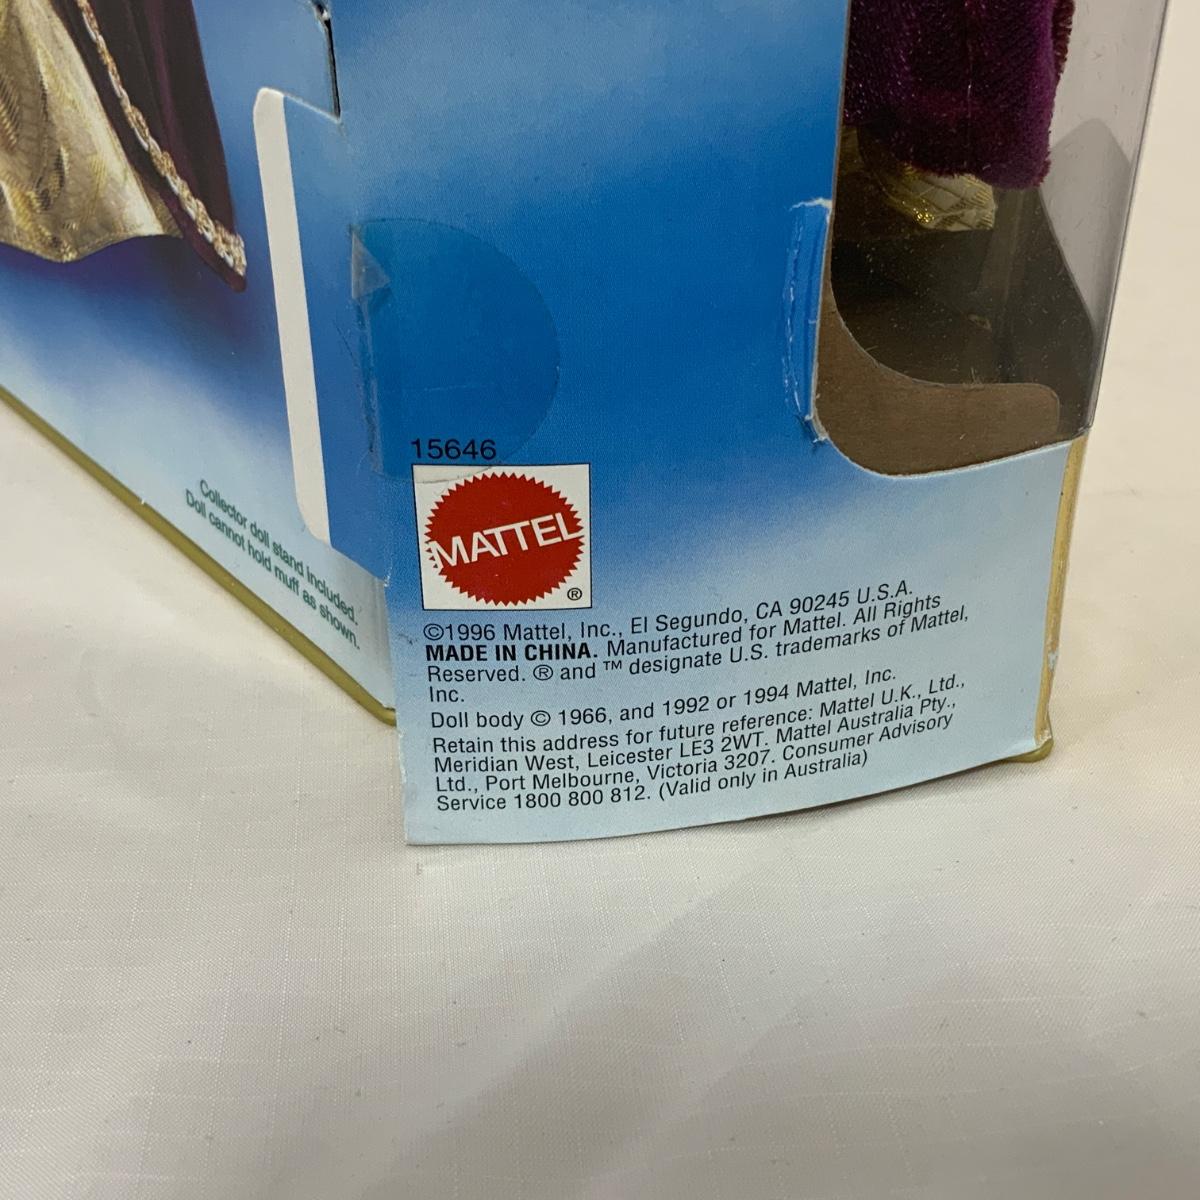 15646
MATTEL
®
©1996 Mattel, Inc., El Segundo, CA 90245 U.S.A.
MADE IN CHINA. Manufactured for Mattel. All Rights
Reserved. ® and ™ designate U.S. trademarks of Mattel,
Inc.
Doll body © 1966, and 1992 or 1994 Mattel, Inc.
Retain this address for future reference: Mattel U.K., Ltd.,
Meridian West, Leicester LE3 2WT. Mattel Australia Pty.,
Ltd., Port Melbourne, Victoria 3207. Consumer Advisory
Service 1800 800 812. (Valid only in Australia)
Collector doll stand included.
Doll cannot hold muff as shown.